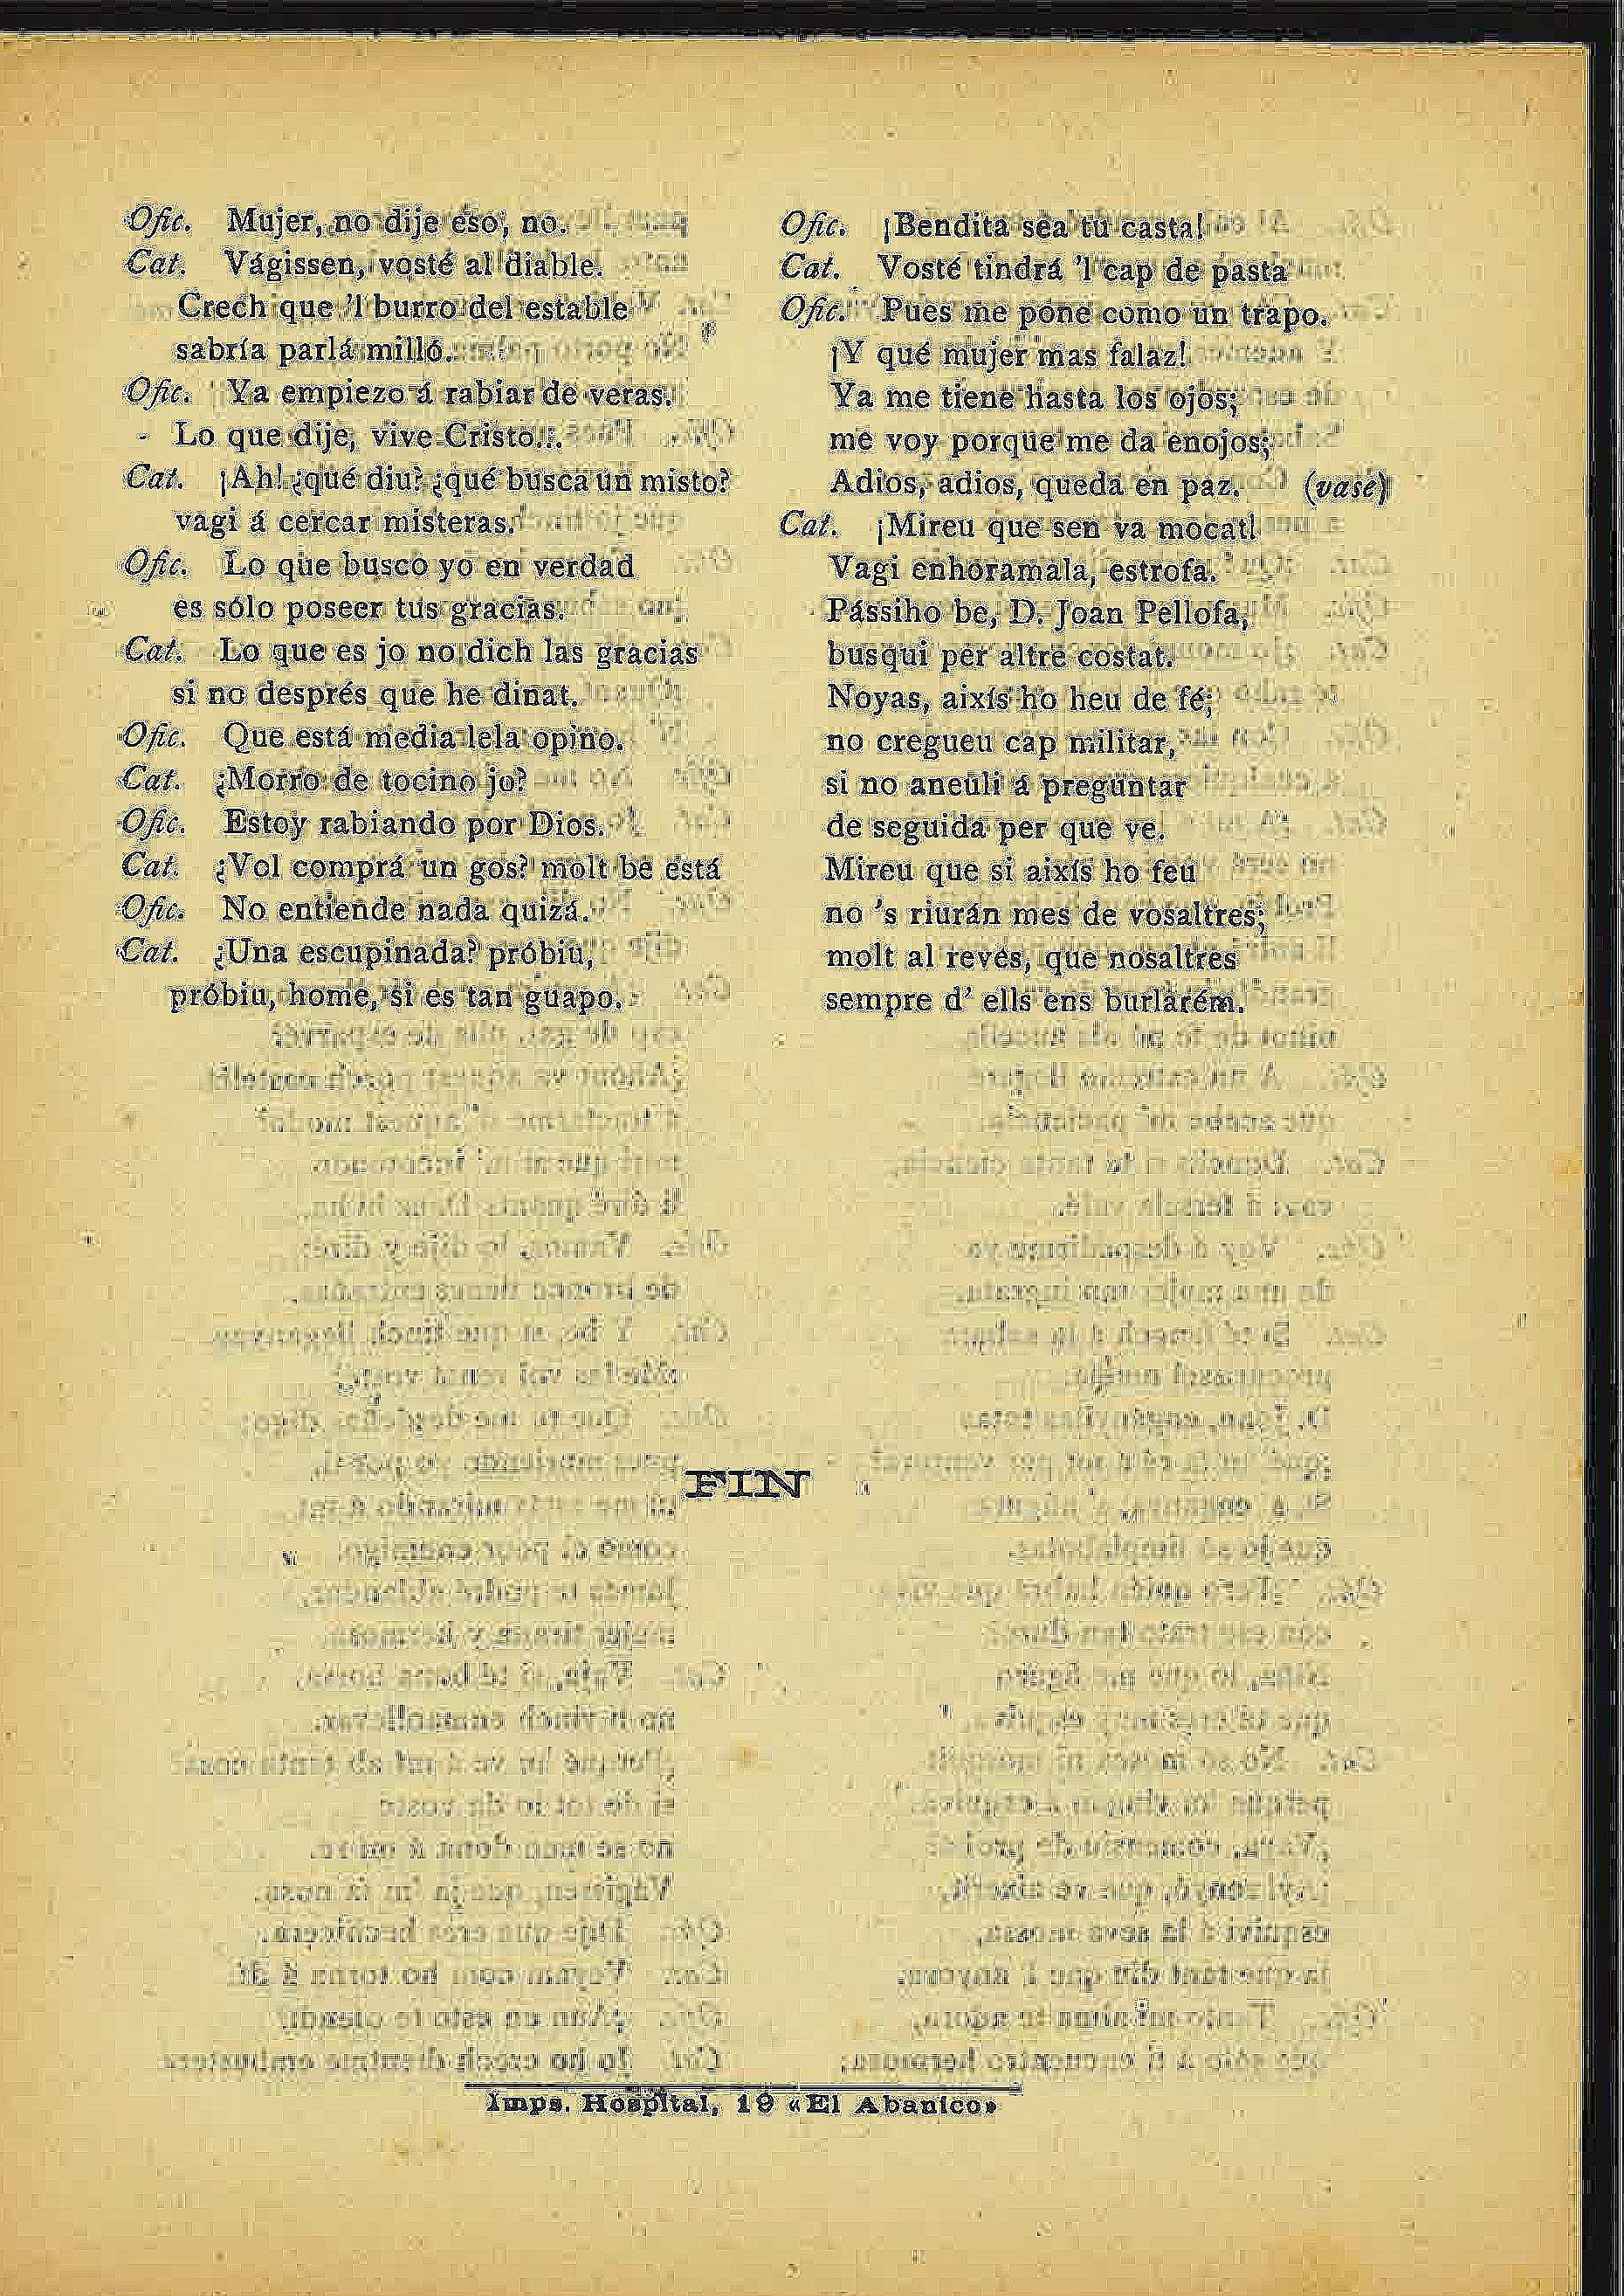 Ofic. Mujer, no dije eso, no.
Cat. Vágissen, vosté al diable.
Crech que 'l burro del estable
sabría parlá milló.
Ofic. Ya empiezo á rabiar de veras.
Lo que dije, vive Cristo...
Cat. ¡Ah! ¿qué diu? ¿qué busca un misto?
vagi á cercar misteras.
Ofic. Lo que busco yo en verdad
es sólo poseer tus gracias.
Cat. Lo que es jo no dich las gracias
si no després que he dinat.
Ofic. Que está media lela opino.
Cat. ¿Morro de tocino jo?
Ofic. Estoy rabiando por Dios.
Cat. ¿Vol comprá un gos? molt be está
Ofic. No entiende nada quizá.
Cat. ¿Una escupinada? próbiu,
próbiu, home, si es tan guapo.
Ofic. ¡Bendita sea tu casta!
Cat. Vosté tindrá 'l cap de pasta
Ofic. Pues me pone como un trapo.
¡Y qué mujer mas falaz!
Ya me tiene hasta los ojos;
me voy porque me da enojos;
Adios, adios, queda en paz. (vase)
Cat. ¡Mireu que sen va mocat!
Vagi enhoramala, estrofa.
Pássiho be, D. Joan Pellofa,
busqui per altre costat.
Noyas, aixís ho heu de fé;
no cregueu cap militar,
si no aneuli á preguntar
de seguida per que ve.
Mireu que si aixís ho feu
no 's riurán mes de vosaltres;
molt al revés, que nosaltres
sempre d' ells ens burlarém.
FIN
Imps. Hospital, 19 «El Abanico»